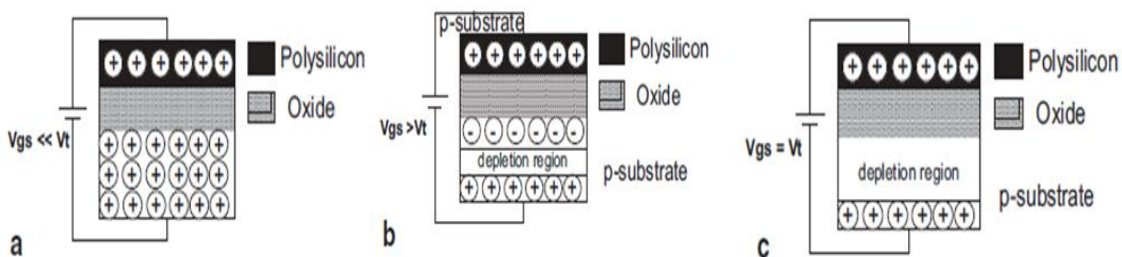 p-substrate
Polysilicon
Oxide
Vgs << Vt
a
Polysilicon
Oxide
Vgs >Vt
depletion region
p-substrate
b
Polysilicon
Oxide
Vgs = Vt
depletion region
p-substrate
c